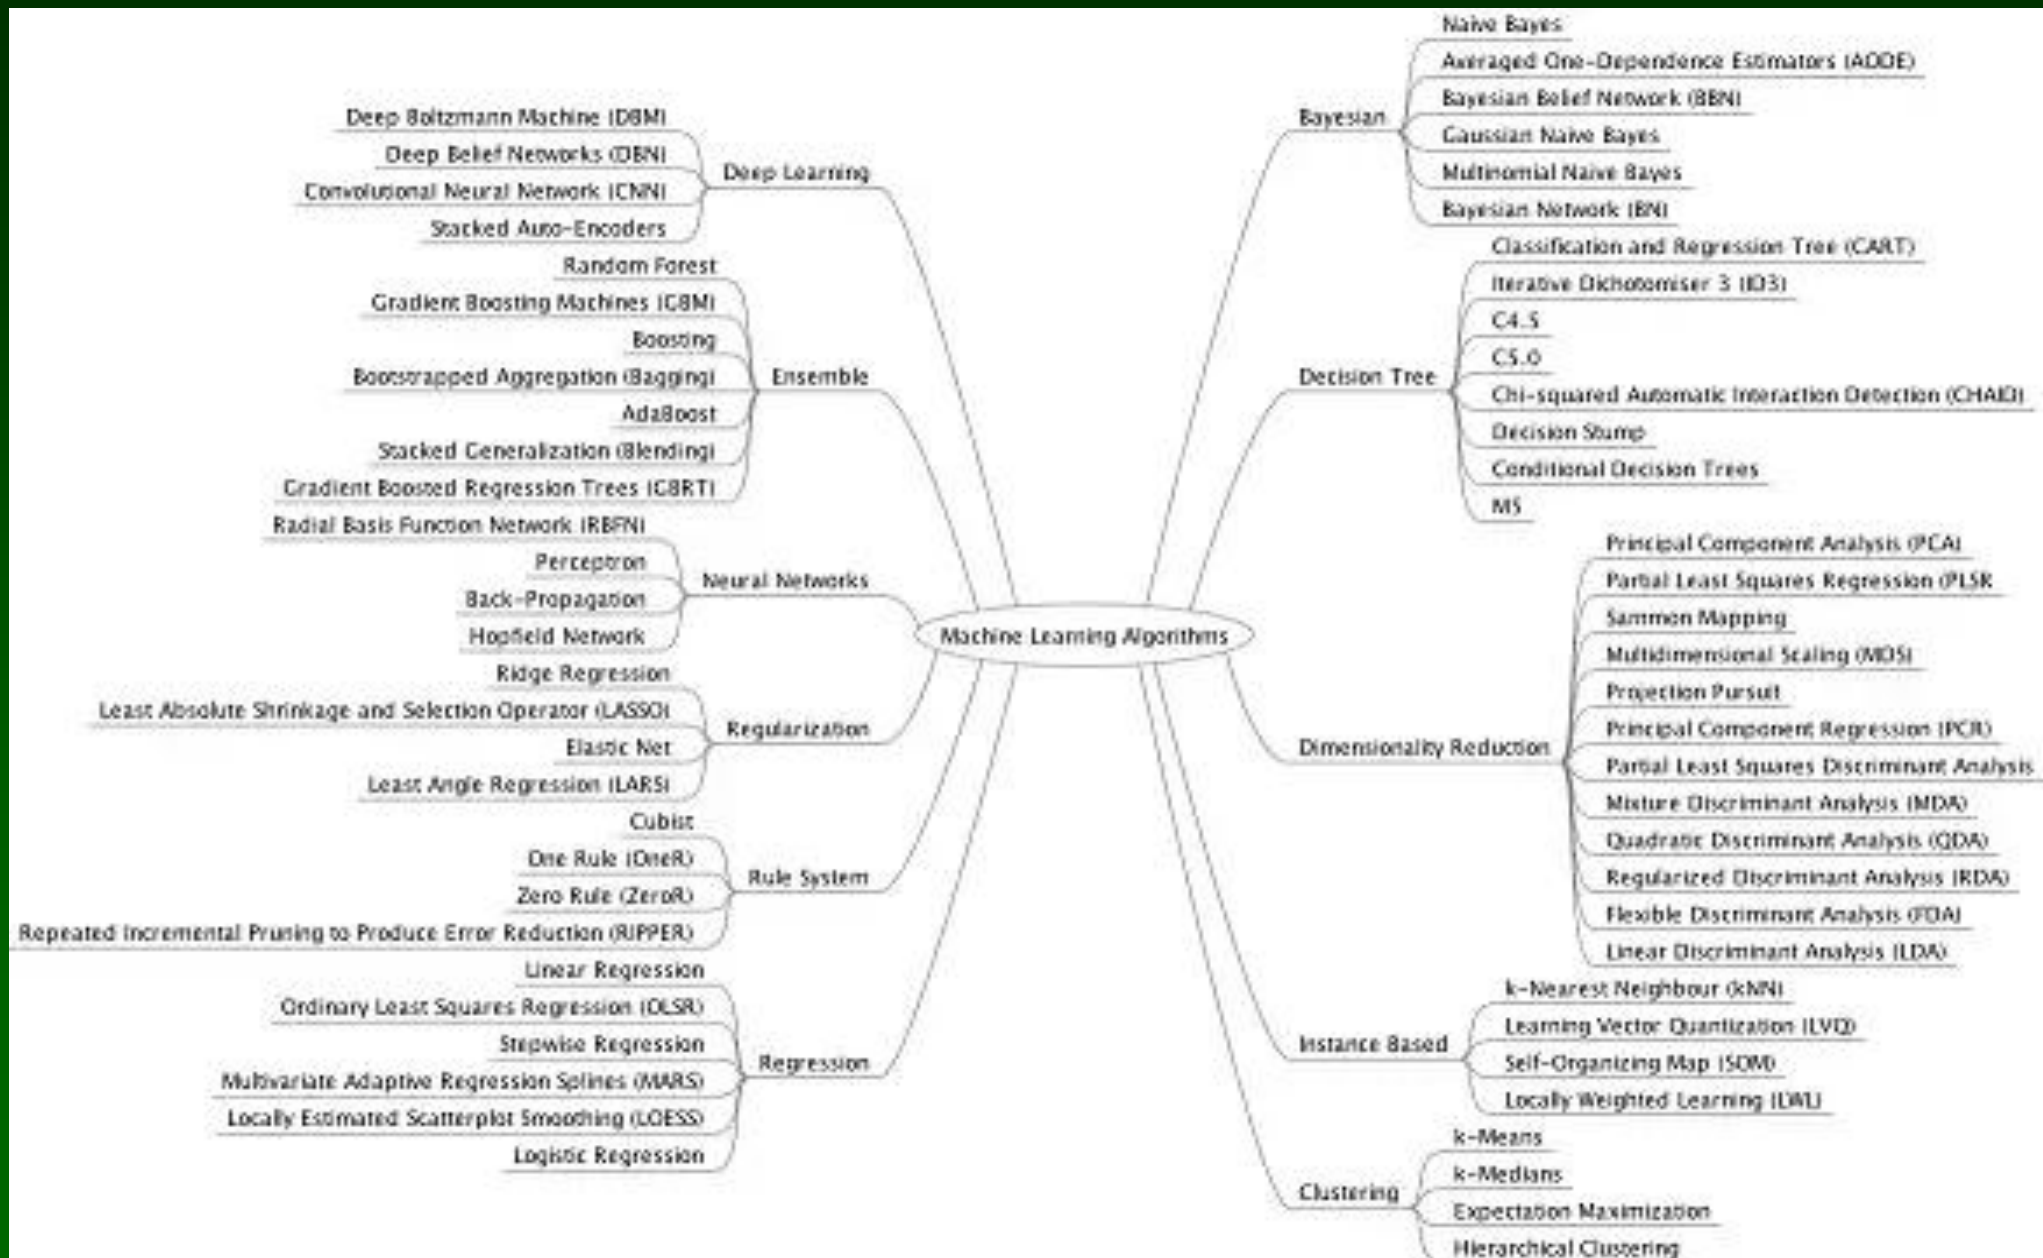 Deep Boltzmann Machine (DBM)
Deep Belief Networks (DBN)
Convolutional Neural Network (CNN)
Stacked Auto-Encoders
Deep Learning
Random Forest
Gradient Boosting Machines (GBM)
Boosting
Bootstrapped Aggregation (Bagging)
AdaBoost
Stacked Generalization (Blending)
Gradient Boosted Regression Trees (GBRT)
Ensemble
Radial Basis Function Network (RBFN)
Perceptron
Back-Propagation
Hopfield Network
Neural Networks
Ridge Regression
Least Absolute Shrinkage and Selection Operator (LASSO)
Elastic Net
Least Angle Regression (LARS)
Regularization
Cubist
One Rule (OneR)
Zero Rule (ZeroR)
Repeated Incremental Pruning to Produce Error Reduction (RIPPER)
Rule System
Linear Regression
Ordinary Least Squares Regression (OLSR)
Stepwise Regression
Multivariate Adaptive Regression Splines (MARS)
Locally Estimated Scatterplot Smoothing (LOESS)
Logistic Regression
Regression
Machine Learning Algorithms
Bayesian
Naive Bayes
Averaged One-Dependence Estimators (AODE)
Bayesian Belief Network (BBN)
Gaussian Naive Bayes
Multinomial Naive Bayes
Bayesian Network (BN)
Decision Tree
Classification and Regression Tree (CART)
Iterative Dichotomiser 3 (ID3)
C4.5
C5.0
Chi-squared Automatic Interaction Detection (CHAID)
Decision Stump
Conditional Decision Trees
M5
Dimensionality Reduction
Principal Component Analysis (PCA)
Partial Least Squares Regression (PLSR
Sammon Mapping
Multidimensional Scaling (MDS)
Projection Pursuit
Principal Component Regression (PCR)
Partial Least Squares Discriminant Analysis
Mixture Discriminant Analysis (MDA)
Quadratic Discriminant Analysis (QDA)
Regularized Discriminant Analysis (RDA)
Flexible Discriminant Analysis (FDA)
Linear Discriminant Analysis (LDA)
Instance Based
k-Nearest Neighbour (kNN)
Learning Vector Quantization (LVQ)
Self-Organizing Map (SOM)
Locally Weighted Learning (LWL)
Clustering
k-Means
k-Medians
Expectation Maximization
Hierarchical Clustering